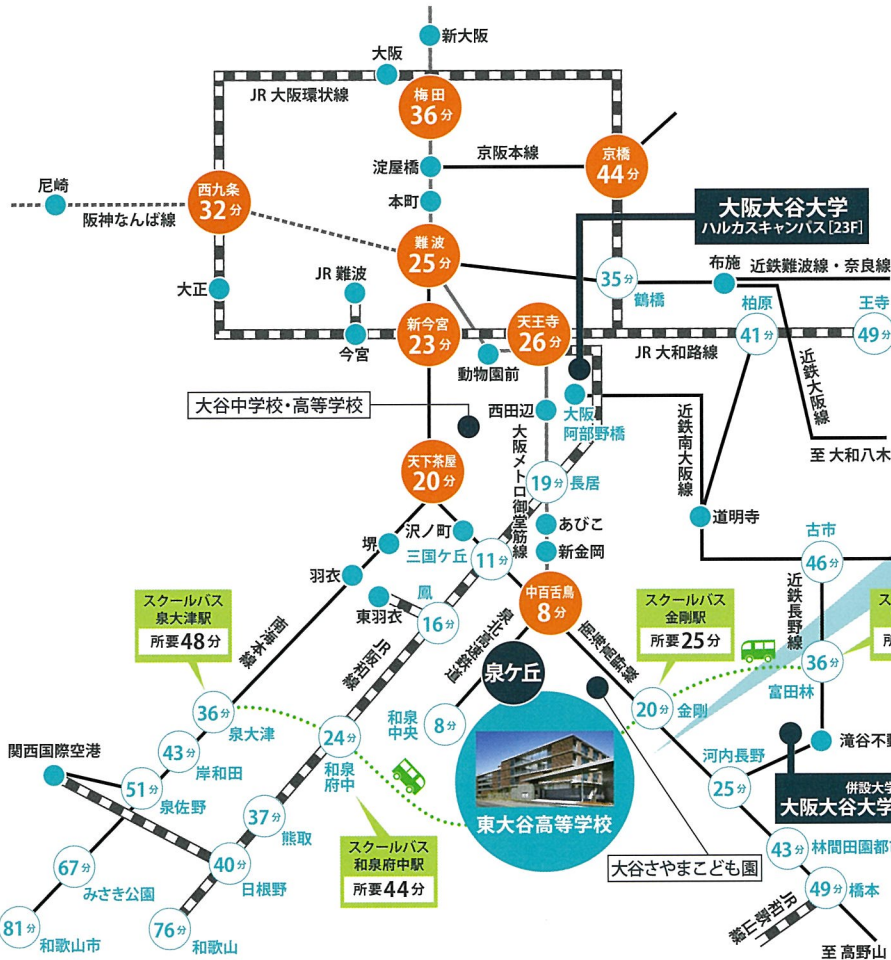 新大阪
大阪
JR 大阪環状線
梅田
36分
淀屋橋
京阪本線
京橋
44分
尼崎
西九条
32分
本町
大阪大谷大学
ハルカスキャンパス[23F]
阪神なんば線
難波
25分
布施
近鉄難波線・奈良線
35分
鶴橋
大正
JR 難波
柏原
王寺
新今宮
23分
天王寺
26分
41分
49分
今宮
JR 大和路線
動物園前
近鉄大阪線
大谷中学校・高等学校
西田辺
大阪
阿部野橋
大阪メトロ御堂筋線
近鉄南大阪線
至 大和八木
天下茶屋
20分
19分
長居
道明寺
沢ノ町
あびこ
堺
三国ケ丘
11分
新金岡
古市
46分
羽衣
鳳
東羽衣
16分
中百舌鳥
8分
近鉄長野線
スクールバス
泉大津駅
所要48分
南海本線
JR阪和線
泉北高速鉄道
南海高野線
スクールバス
金剛駅
所要25分
ス
所
36分
富田林
泉ケ丘
36分
泉大津
和泉
中央
8分
20分
金剛
24分
和泉
府中
43分
岸和田
関西国際空港
河内長野
25分
滝谷不動
51分
泉佐野
併設大学
大阪大谷大学
37分
熊取
東大谷高等学校
スクールバス
和泉府中駅
所要44分
43分
林間田園都市
67分
みさき公園
40分
日根野
大谷さやまこども園
49分
橋本
JR和歌山線
81分
和歌山市
76分
和歌山
至 高野山